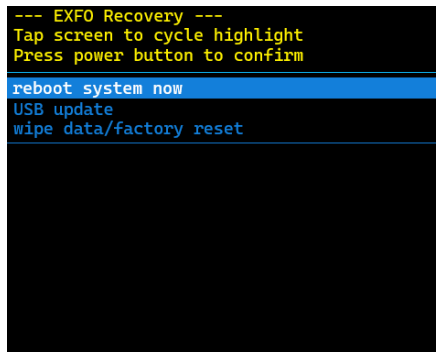 --- EXFO Recovery ---
Tap screen to cycle highlight
Press power button to confirm
reboot system now
USB update
wipe data/factory reset